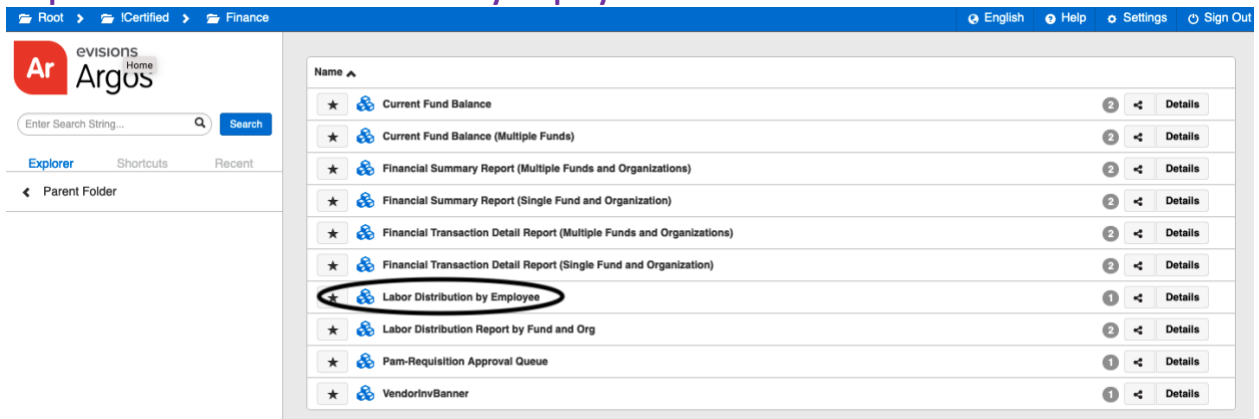 Root > !Certified > Finance English Help Settings Sign Out
Ar evisions Argos
Home
Enter Search String... Search
Explorer Shortcuts Recent
Parent Folder
Name
Current Fund Balance 2 Details
Current Fund Balance (Multiple Funds) 2 Details
Financial Summary Report (Multiple Funds and Organizations) 2 Details
Financial Summary Report (Single Fund and Organization) 2 Details
Financial Transaction Detail Report (Multiple Funds and Organizations) 2 Details
Financial Transaction Detail Report (Single Fund and Organization) 2 Details
Labor Distribution by Employee 1 Details
Labor Distribution Report by Fund and Org 2 Details
Pam-Requisition Approval Queue 1 Details
VendorInvBanner 1 Details